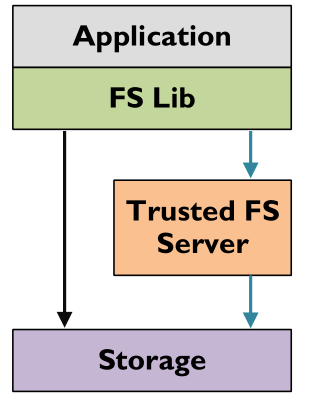 Application
FS Lib
Trusted FS
Server
Storage